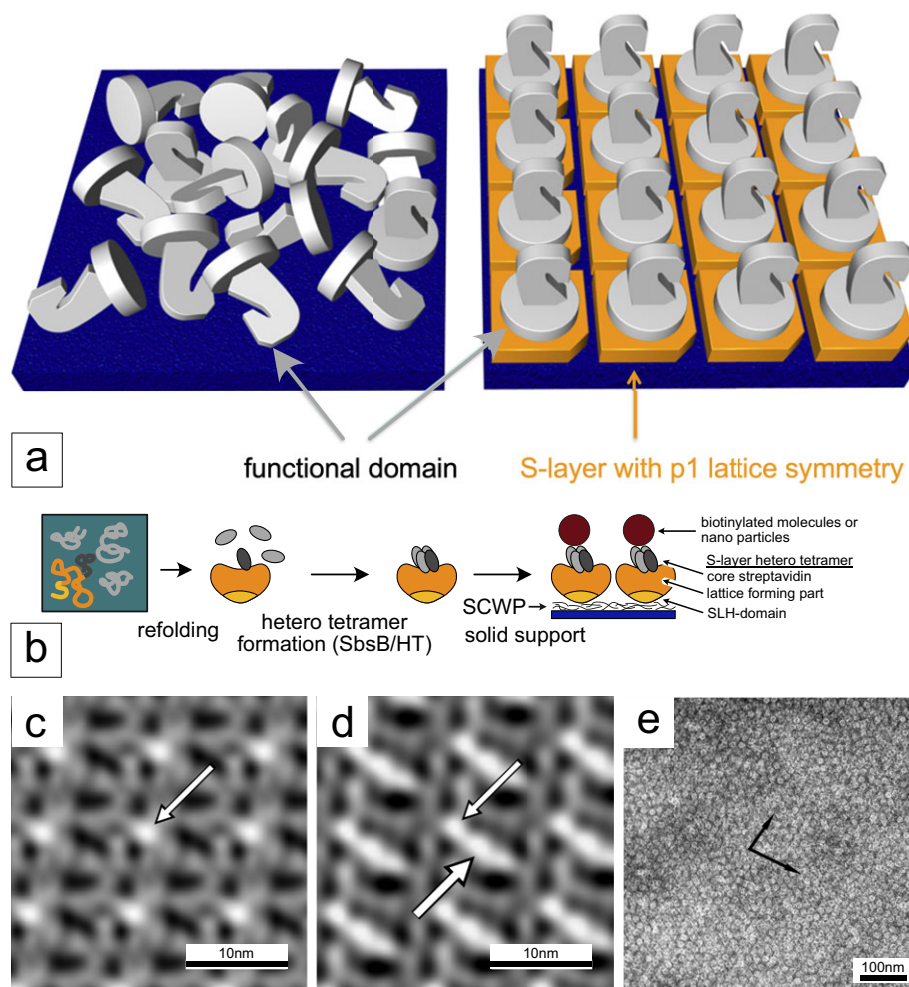 functional domain
S-layer with p1 lattice symmetry
a
biotinylated molecules or
nano particles
S-layer hetero tetramer
core streptavidin
lattice forming part
SLH-domain
refolding
hetero tetramer
formation (SbsB/HT)
SCWP
solid support
b
c
d
e
10nm
10nm
100nm